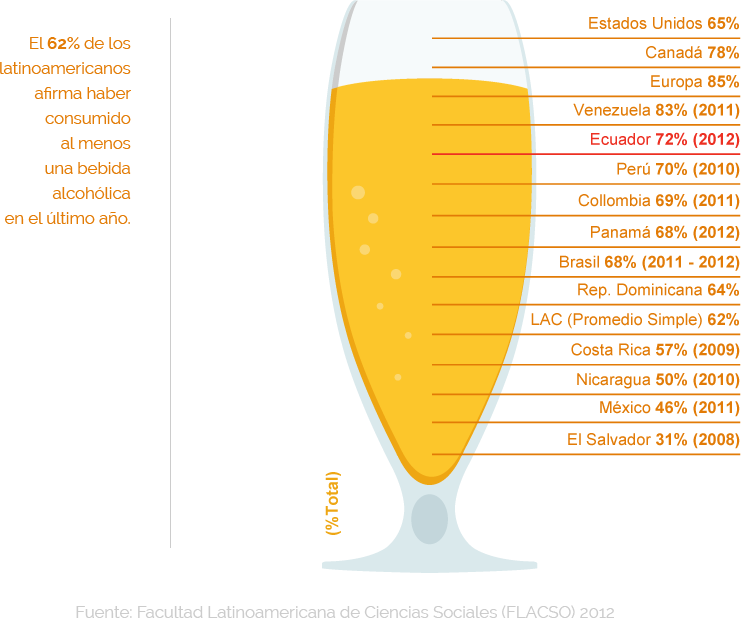 El 62% de los
latinoamericanos
afirma haber
consumido
al menos
una bebida
alcohólica
en el último año.
Estados Unidos 65%
Canadá 78%
Europa 85%
Venezuela 83% (2011)
Ecuador 72% (2012)
Perú 70% (2010)
Collombia 69% (2011)
Panamá 68% (2012)
Brasil 68% (2011 - 2012)
Rep. Dominicana 64%
LAC (Promedio Simple) 62%
Costa Rica 57% (2009)
Nicaragua 50% (2010)
México 46% (2011)
El Salvador 31% (2008)
(%Total)
Fuente: Facultad Latinoamericana de Ciencias Sociales (FLACSO) 2012